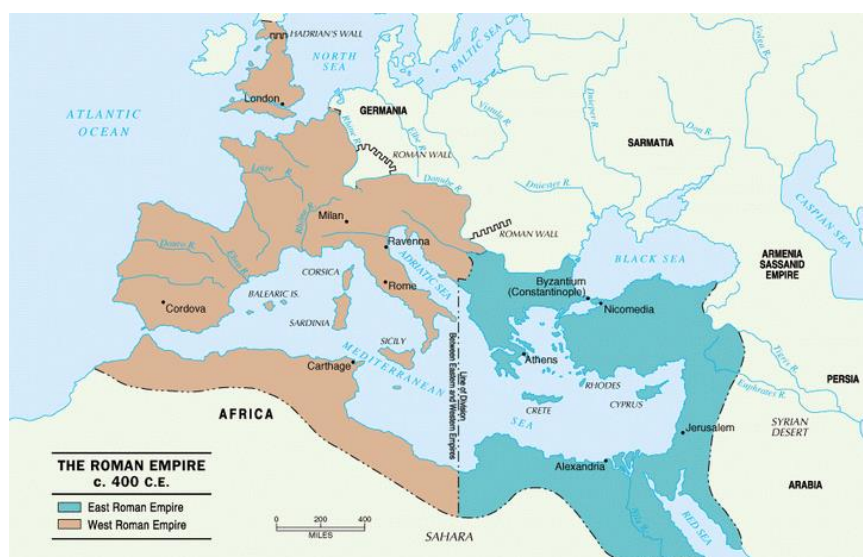 HADRIAN'S WALL
NORTH
SEA
BALTIC SEA
Volga R.
London
ATLANTIC
OCEAN
GERMANIA
Rhine R.
Elbe R.
Vistula R.
Dnieper R.
Don R.
ROMAN WALL
SARMATIA
Loire R.
Danube R.
Dniester R.
CASPIAN SEA
Milan
Rhône R.
Ravenna
ROMAN WALL
Douro R.
Ebro R.
CORSICA
ADRIATIC SEA
BLACK SEA
ARMENIA
SASSANID
EMPIRE
Rome
Byzantium
(Constantinople)
Nicomedia
Cordova
BALEARIC IS.
SARDINIA
SICILY
Carthage
MEDITERRANEAN
SEA
Line of Division
Between Eastern and Western Empires
Athens
RHODES
CRETE
CYPRUS
Tigris R.
Euphrates R.
PERSIA
AFRICA
Jerusalem
SYRIAN
DESERT
Alexandria
ARABIA
Nile R.
RED SEA
SAHARA
THE ROMAN EMPIRE
c. 400 C.E.
East Roman Empire
West Roman Empire
0 200 400
MILES